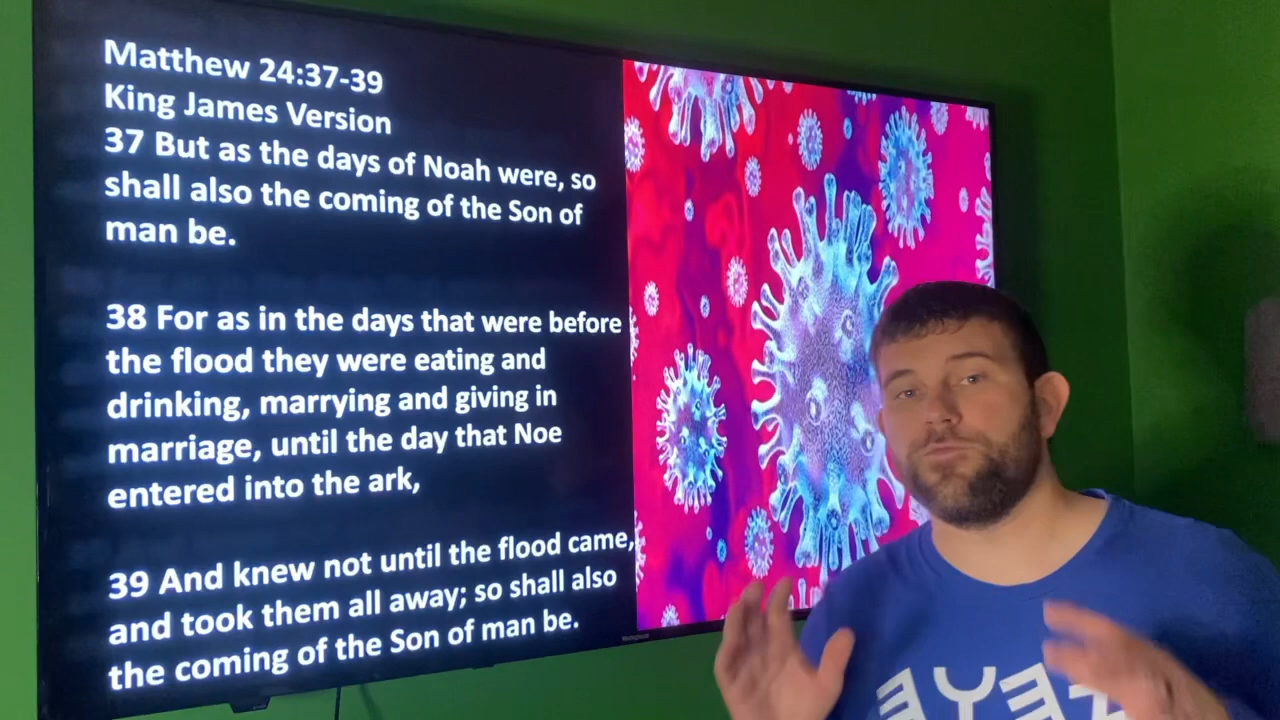 Matthew 24:37-39
King James Version
37 But as the days of Noah were, so
shall also the coming of the Son of
man be.
38 For as in the days that were before
the flood they were eating and
drinking, marrying and giving in
marriage, until the day that Noe
entered into the ark,
39 And knew not until the flood came,
and took them all away; so shall also
the coming of the Son of man be.
𐤉𐤄𐤅𐤄